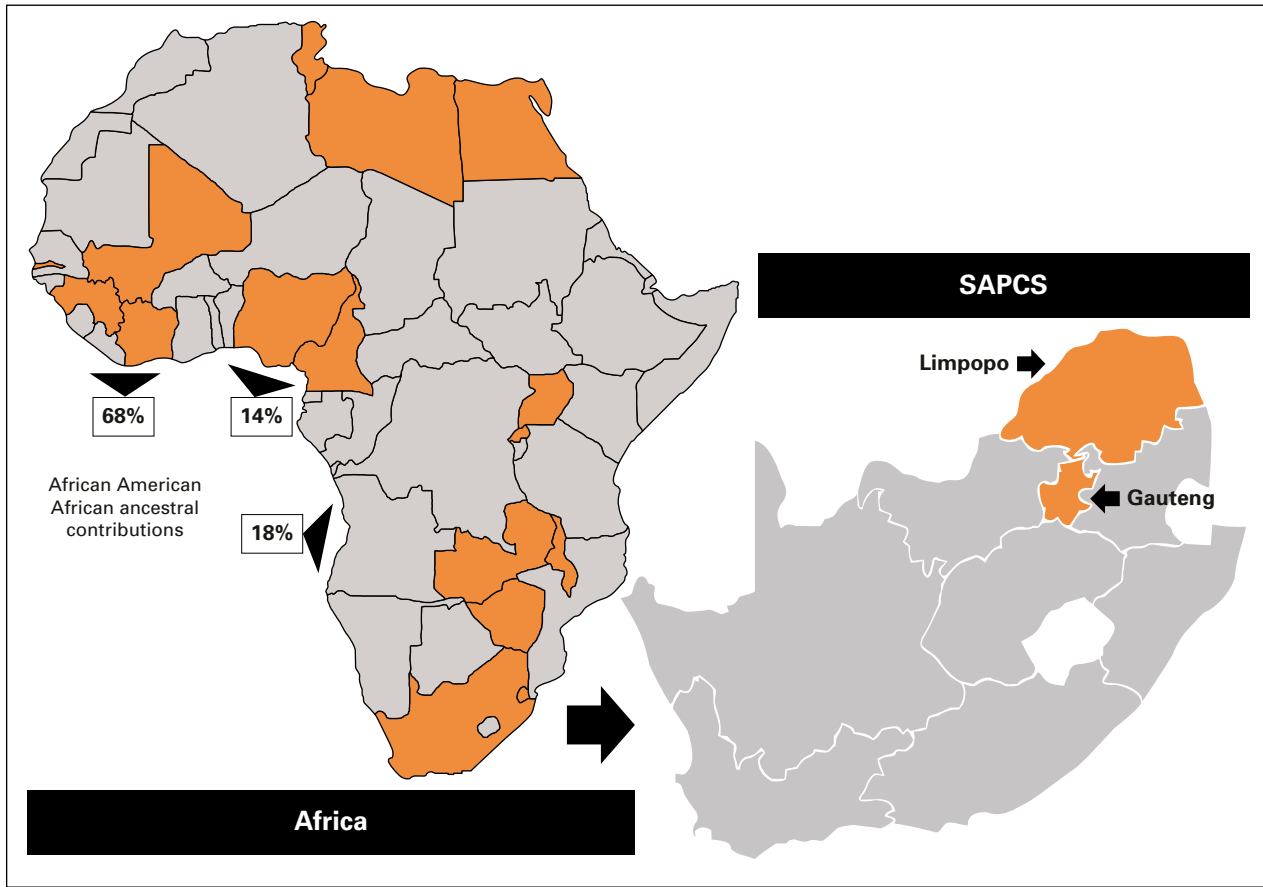 SAPCS
Limpopo
68%
14%
African American
African ancestral
contributions
Gauteng
18%
Africa